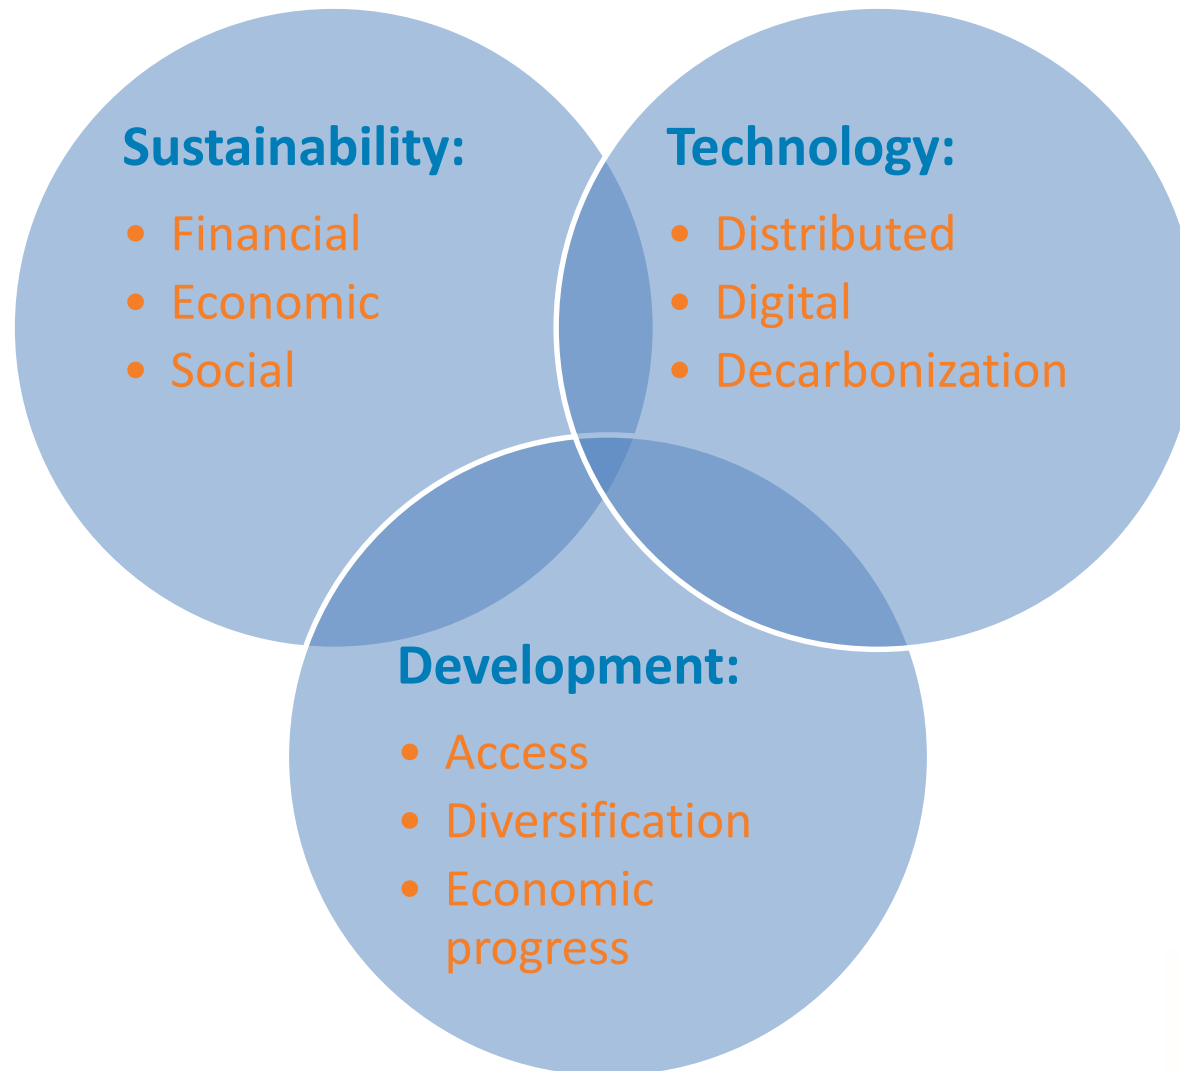 Sustainability:
• Financial
• Economic
• Social
Technology:
• Distributed
• Digital
• Decarbonization
Development:
• Access
• Diversification
• Economic
progress